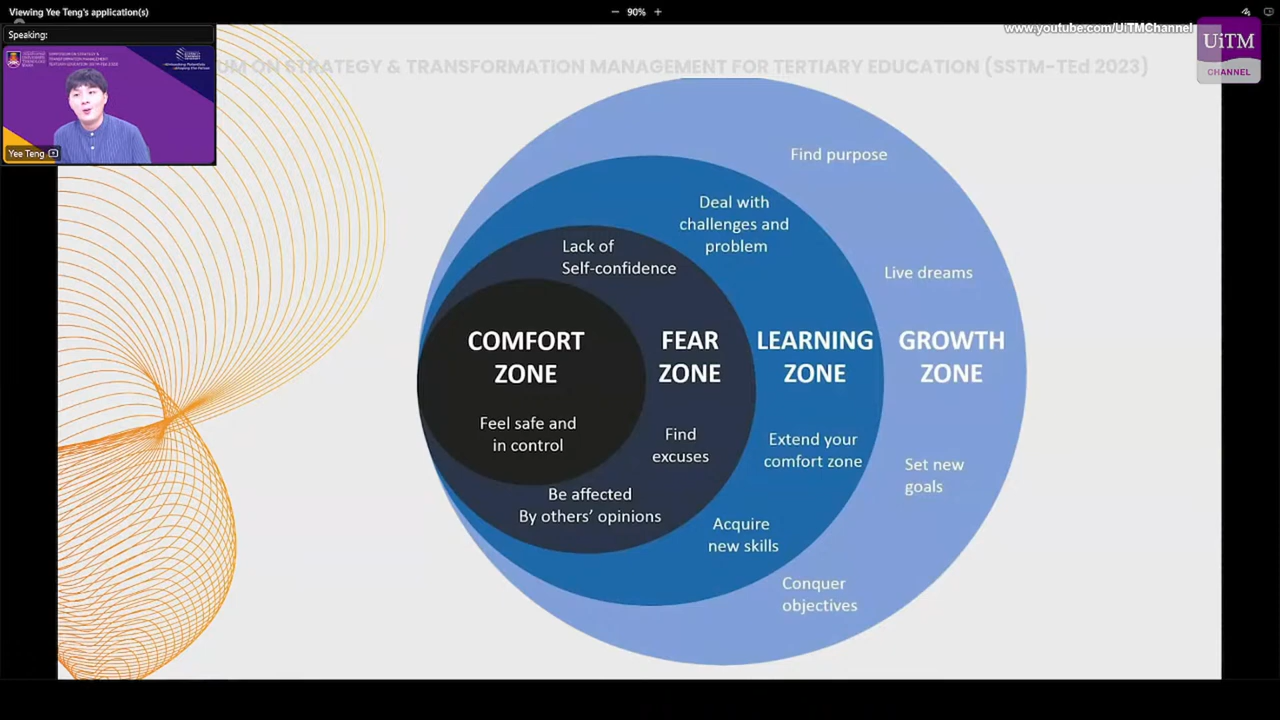 Viewing Yee Teng's application(s)
90%
Speaking:
www.youtube.com/UiTMChannel
UiTM
CHANNEL
UM ON STRATEGY & TRANSFORMATION MANAGEMENT FOR TERTIARY EDUCATION (SSTM-TEd 2023)
Yee Teng
Find purpose
Deal with
challenges and
problem
Lack of
Self-confidence
Live dreams
COMFORT
ZONE
FEAR
ZONE
LEARNING
ZONE
GROWTH
ZONE
Feel safe and
in control
Find
excuses
Extend your
comfort zone
Set new
goals
Be affected
By others’ opinions
Acquire
new skills
Conquer
objectives